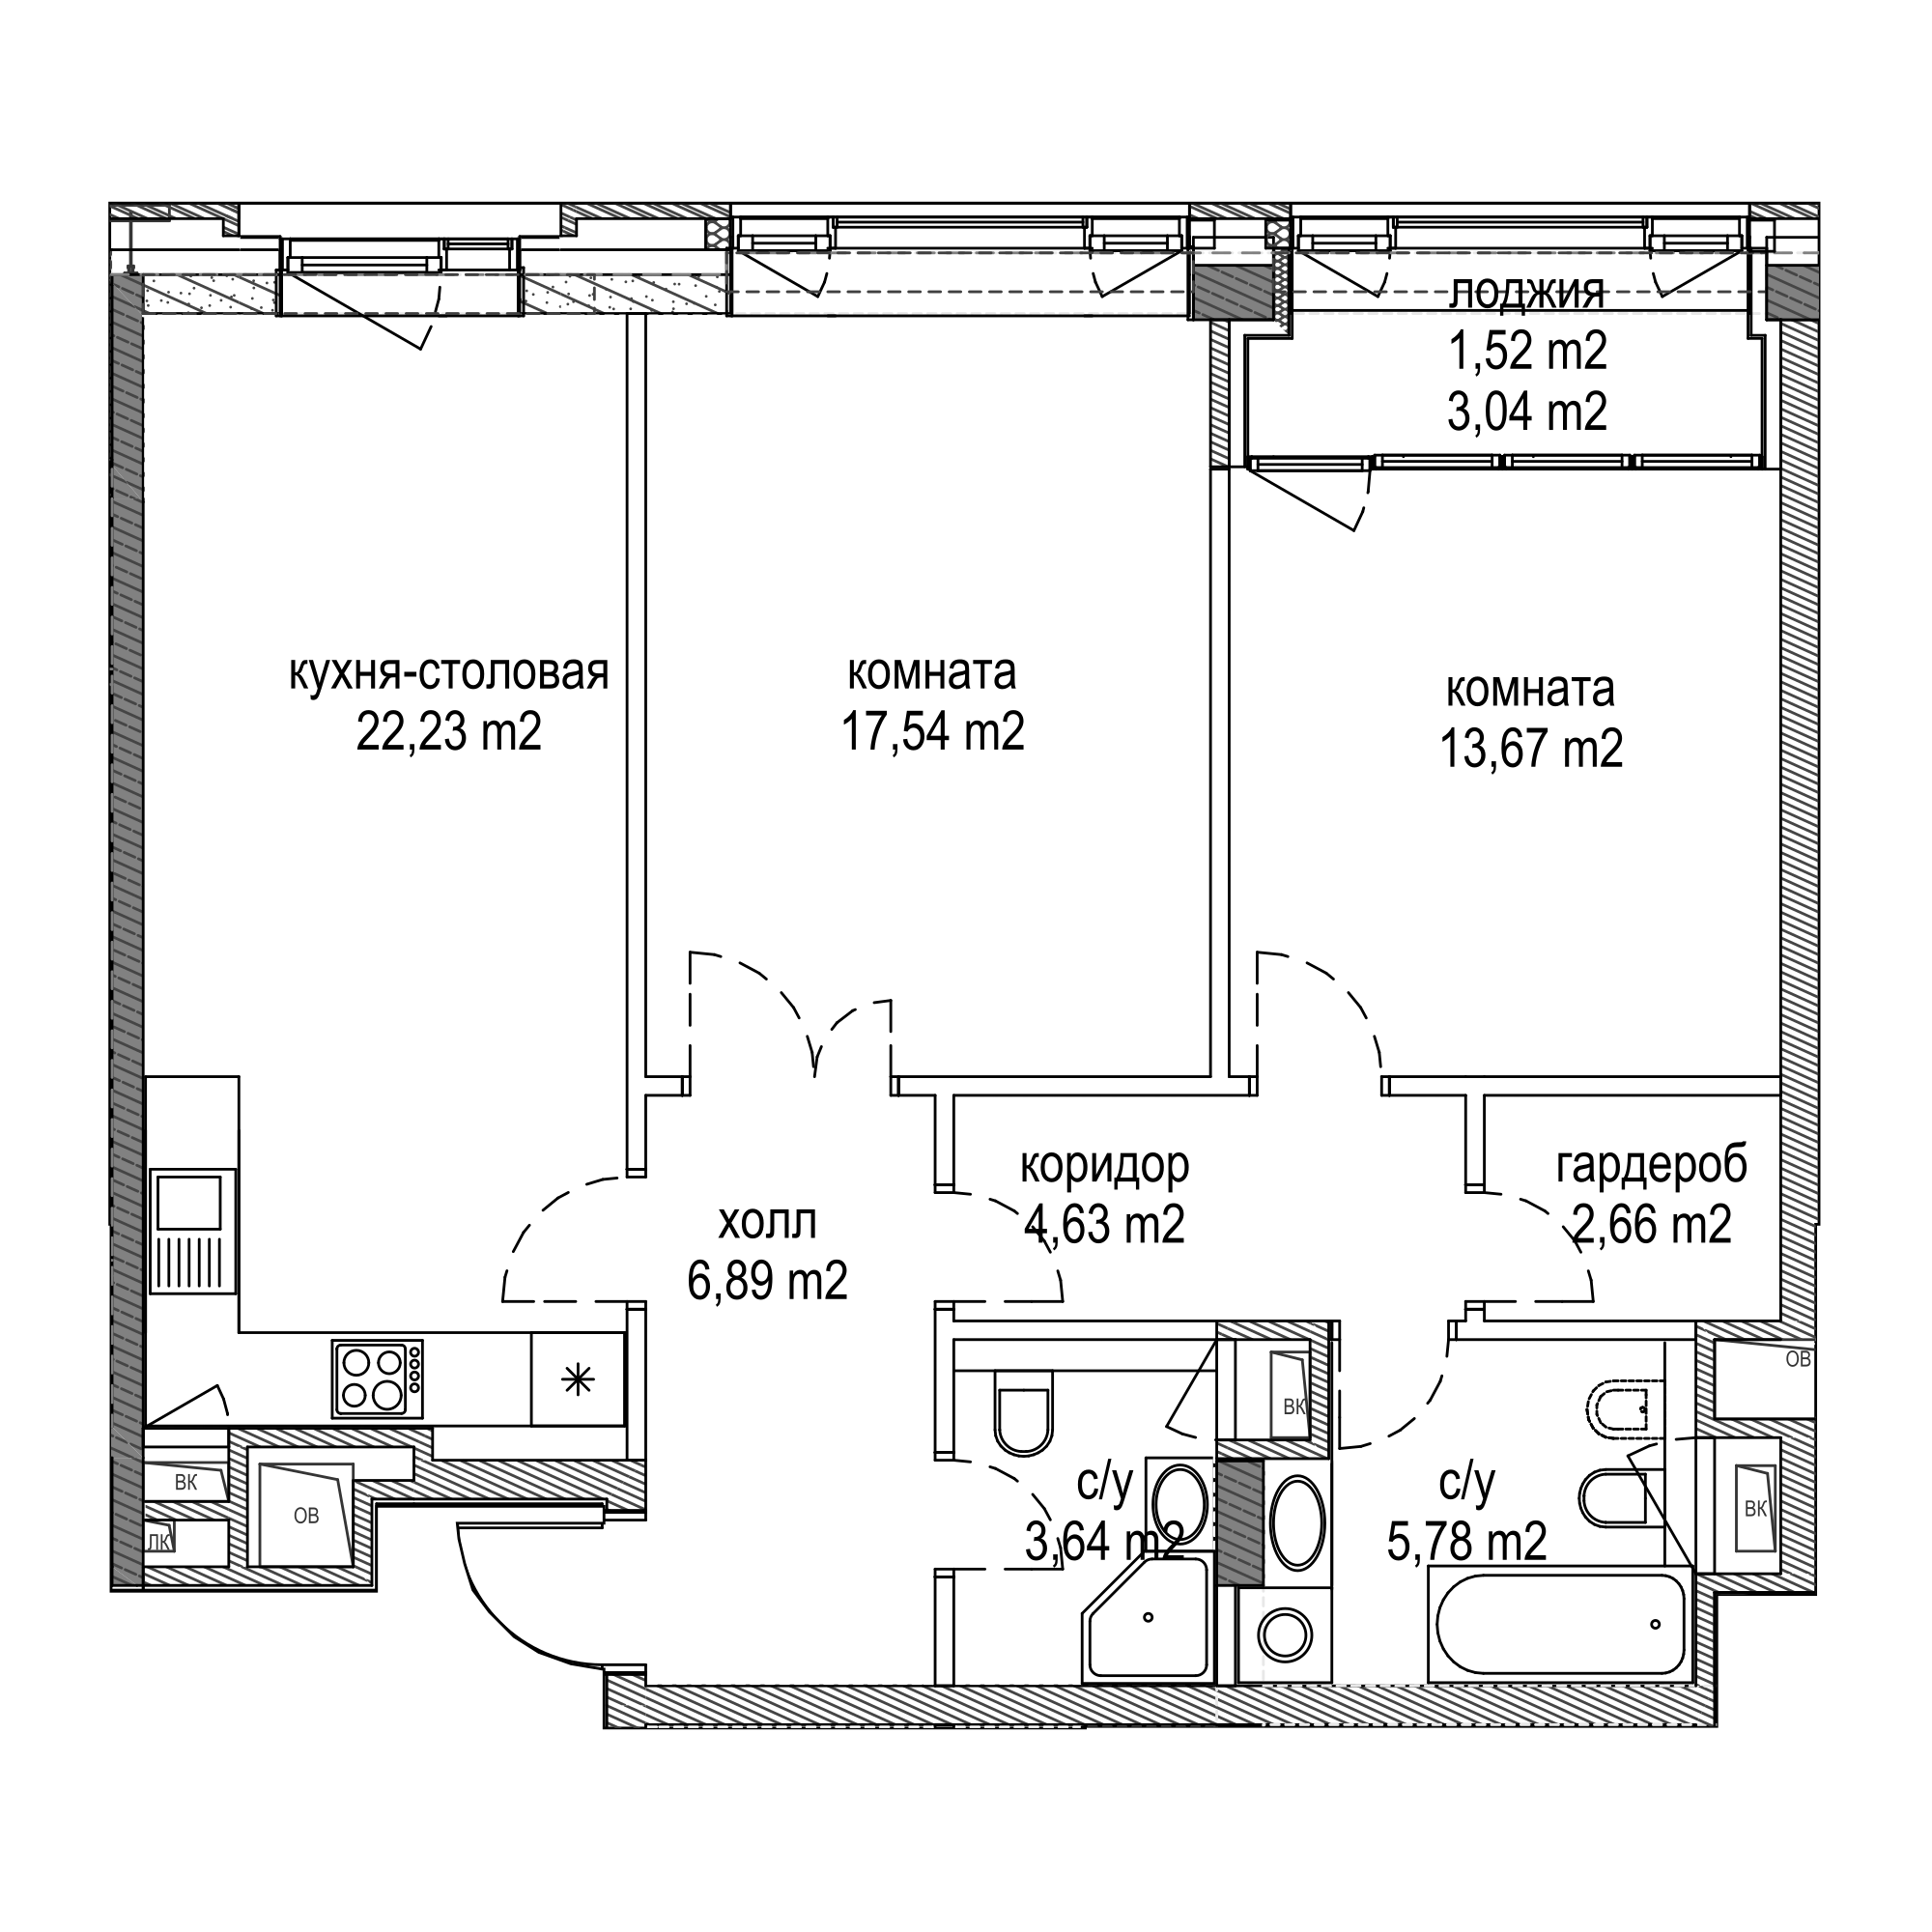 лоджия
1,52 m2
3,04 m2
кухня-столовая
22,23 m2
комната
17,54 m2
комната
13,67 m2
холл
6,89 m2
коридор
4,63 m2
гардероб
2,66 m2
с/у
3,64 m2
с/у
5,78 m2
ОВ
ВК
ВК
ВК
ОВ
ЛК